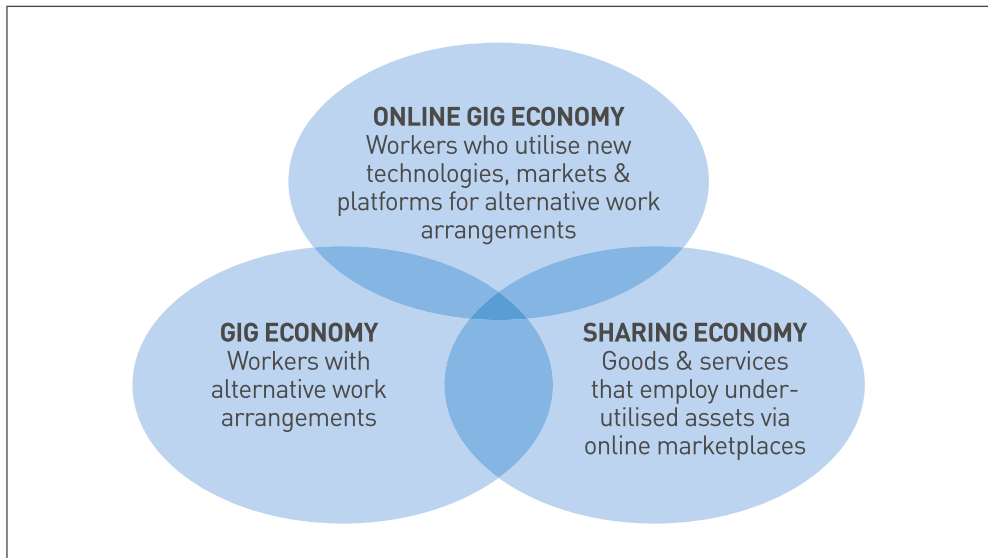 ONLINE GIG ECONOMY
Workers who utilise new
technologies, markets &
platforms for alternative work
arrangements
GIG ECONOMY
Workers with
alternative work
arrangements
SHARING ECONOMY
Goods & services
that employ under-
utilised assets via
online marketplaces